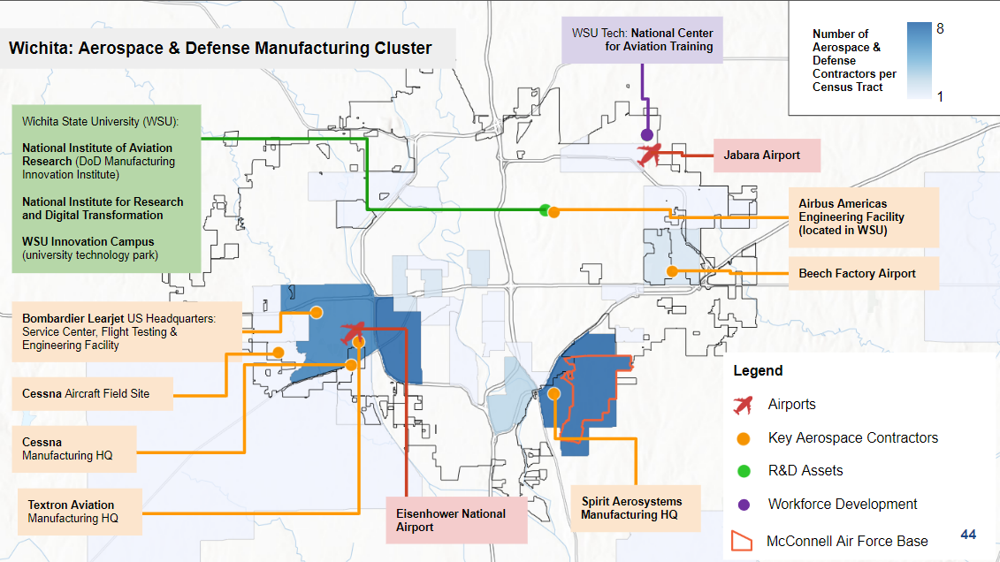 Wichita: Aerospace & Defense Manufacturing Cluster
WSU Tech: National Center
for Aviation Training
Number of
Aerospace &
Defense
Contractors per
Census Tract
8
1
Wichita State University (WSU):
National Institute of Aviation
Research (DoD Manufacturing
Innovation Institute)
National Institute for Research
and Digital Transformation
WSU Innovation Campus
(university technology park)
Jabara Airport
Airbus Americas
Engineering Facility
(located in WSU)
Beech Factory Airport
Bombardier Learjet US Headquarters:
Service Center, Flight Testing &
Engineering Facility
Cessna Aircraft Field Site
Cessna
Manufacturing HQ
Textron Aviation
Manufacturing HQ
Eisenhower National
Airport
Spirit Aerosystems
Manufacturing HQ
Legend
Airports
Key Aerospace Contractors
R&D Assets
Workforce Development
McConnell Air Force Base
44